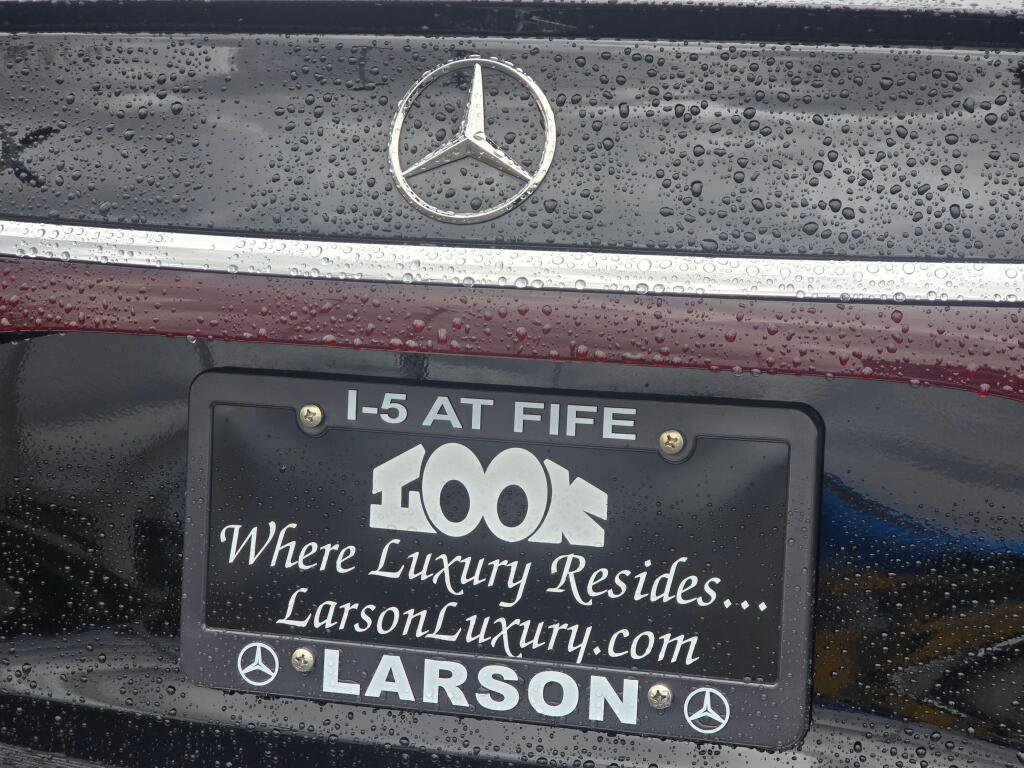 I-5 AT FIFE
LOOK
Where Luxury Resides...
LarsonLuxury.com
LARSON